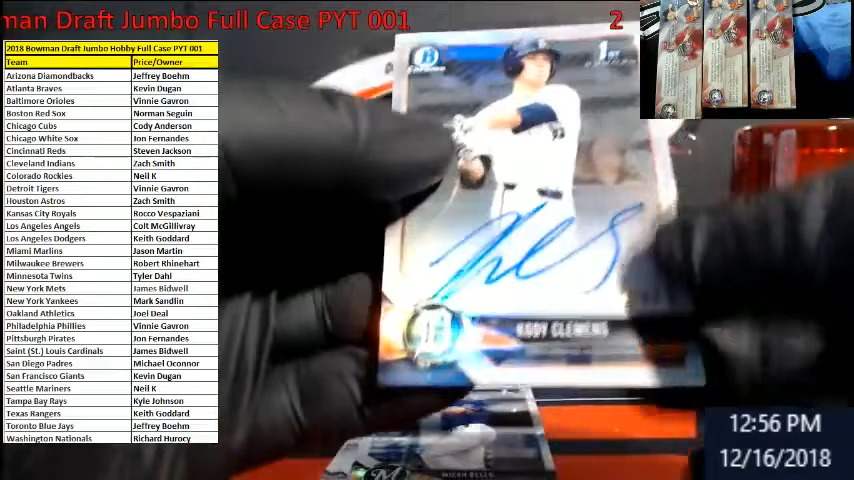 man Draft Jumbo Full Case PYT 001
2
2018 Bowman Draft Jumbo Hobby Full Case PYT 001
Team Price/Owner
Arizona Diamondbacks Jeffrey Boehm
Atlanta Braves Kevin Dugan
Baltimore Orioles Vinnie Gavron
Boston Red Sox Norman Seguin
Chicago Cubs Cody Anderson
Chicago White Sox Jon Fernandes
Cincinnati Reds Steven Jackson
Cleveland Indians Zach Smith
Colorado Rockies Neil K
Detroit Tigers Vinnie Gavron
Houston Astros Zach Smith
Kansas City Royals Rocco Vespaziani
Los Angeles Angels Colt McGillivray
Los Angeles Dodgers Keith Goddard
Miami Marlins Jason Martin
Milwaukee Brewers Robert Rhinehart
Minnesota Twins Tyler Dahl
New York Mets James Bidwell
New York Yankees Mark Sandlin
Oakland Athletics Joel Deal
Philadelphia Phillies Vinnie Gavron
Pittsburgh Pirates Jon Fernandes
Saint (St.) Louis Cardinals James Bidwell
San Diego Padres Michael Oconnor
San Francisco Giants Kevin Dugan
Seattle Mariners Neil K
Tampa Bay Rays Kyle Johnson
Texas Rangers Keith Goddard
Toronto Blue Jays Jeffrey Boehm
Washington Nationals Richard Hurocy
1ST
KODY CLEMENS
12:56 PM
12/16/2018